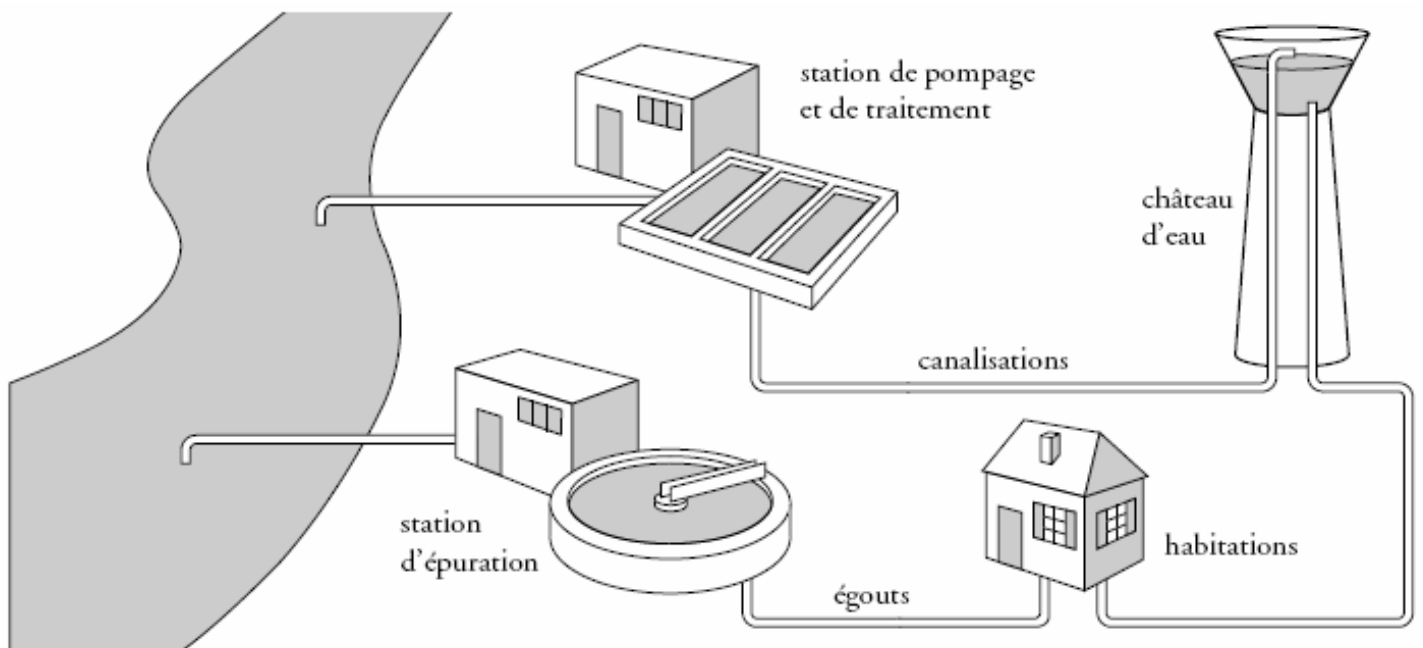 station de pompage
et de traitement
château
d'eau
canalisations
station
d'épuration
égouts
habitations